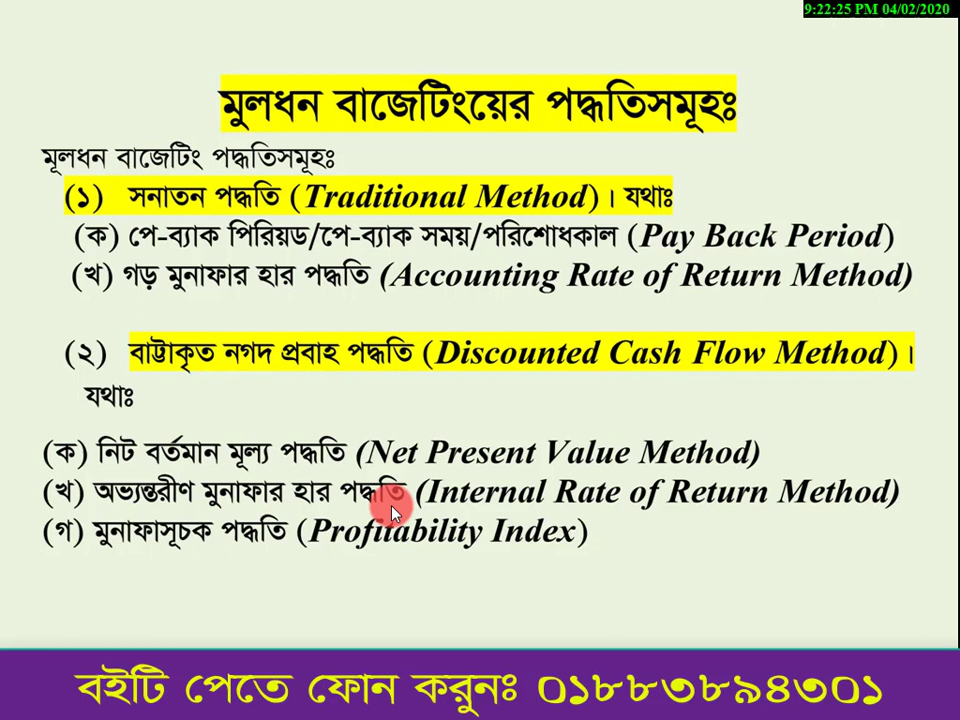 9:22:25 PM 04/02/2020
মুলধন বাজেটিংয়ের পদ্ধতিসমূহঃ
মূলধন বাজেটিং পদ্ধতিসমূহঃ
(১) সনাতন পদ্ধতি (Traditional Method)। যথাঃ
(ক) পে-ব্যাক পিরিয়ড/পে-ব্যাক সময়/পরিশোধকাল (Pay Back Period)
(খ) গড় মুনাফার হার পদ্ধতি (Accounting Rate of Return Method)
(২) বাট্টাকৃত নগদ প্রবাহ পদ্ধতি (Discounted Cash Flow Method)।
যথাঃ
(ক) নিট বর্তমান মূল্য পদ্ধতি (Net Present Value Method)
(খ) অভ্যন্তরীণ মুনাফার হার পদ্ধতি (Internal Rate of Return Method)
(গ) মুনাফাসূচক পদ্ধতি (Profitability Index)
বইটি পেতে ফোন করুনঃ ০১৮৮৩৮৯৪৩০১